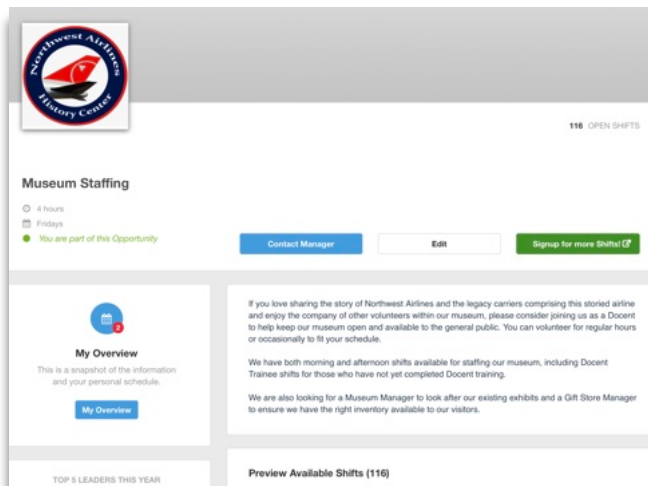 Northwest Airlines
History Center
116 OPEN SHIFTS
Museum Staffing
4 hours
Fridays
You are part of this Opportunity
Contact Manager
Edit
Signup for more Shifts!
2
My Overview
This is a snapshot of the information
and your personal schedule.
My Overview
If you love sharing the story of Northwest Airlines and the legacy carriers comprising this storied airline
and enjoy the company of other volunteers within our museum, please consider joining us as a Docent
to help keep our museum open and available to the general public. You can volunteer for regular hours
or occasionally to fit your schedule.
We have both morning and afternoon shifts available for staffing our museum, including Docent
Trainee shifts for those who have not yet completed Docent training.
We are also looking for a Museum Manager to look after our existing exhibits and a Gift Store Manager
to ensure we have the right inventory available to our visitors.
TOP 5 LEADERS THIS YEAR
Preview Available Shifts (116)